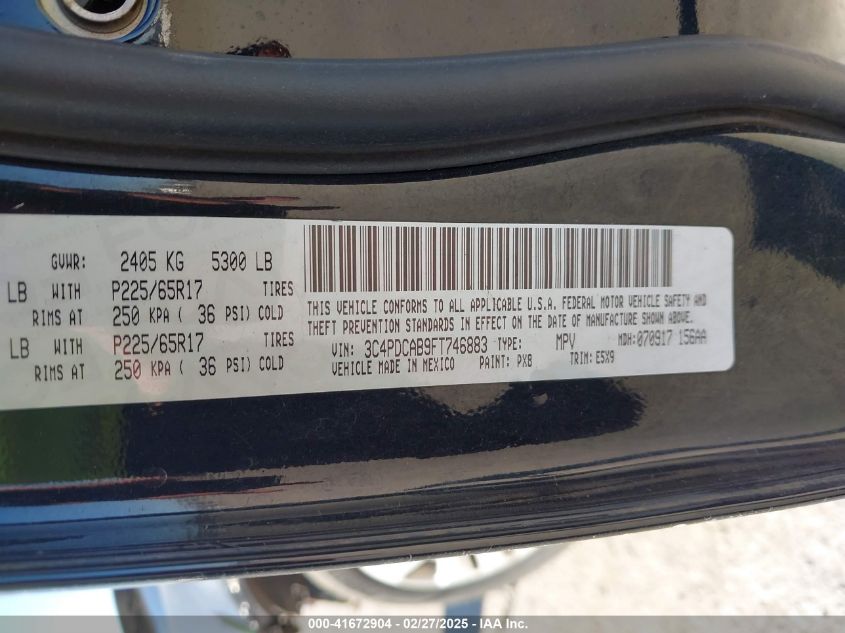 GVWR: 2405 KG 5300 LB
LB WITH P225/65R17 TIRES
RIMS AT 250 KPA ( 36 PSI) COLD
LB WITH P225/65R17 TIRES
RIMS AT 250 KPA ( 36 PSI) COLD
THIS VEHICLE CONFORMS TO ALL APPLICABLE U.S.A. FEDERAL MOTOR VEHICLE SAFETY AND
THEFT PREVENTION STANDARDS IN EFFECT ON THE DATE OF MANUFACTURE SHOWN ABOVE.
VIN: 3C4PDCAB9FT746883 TYPE: MPV MDH:070917 156AA
VEHICLE MADE IN MEXICO PAINT: PXB TRIM: E5X9
000-41672904 / 02/27/2025 - IAA Inc.